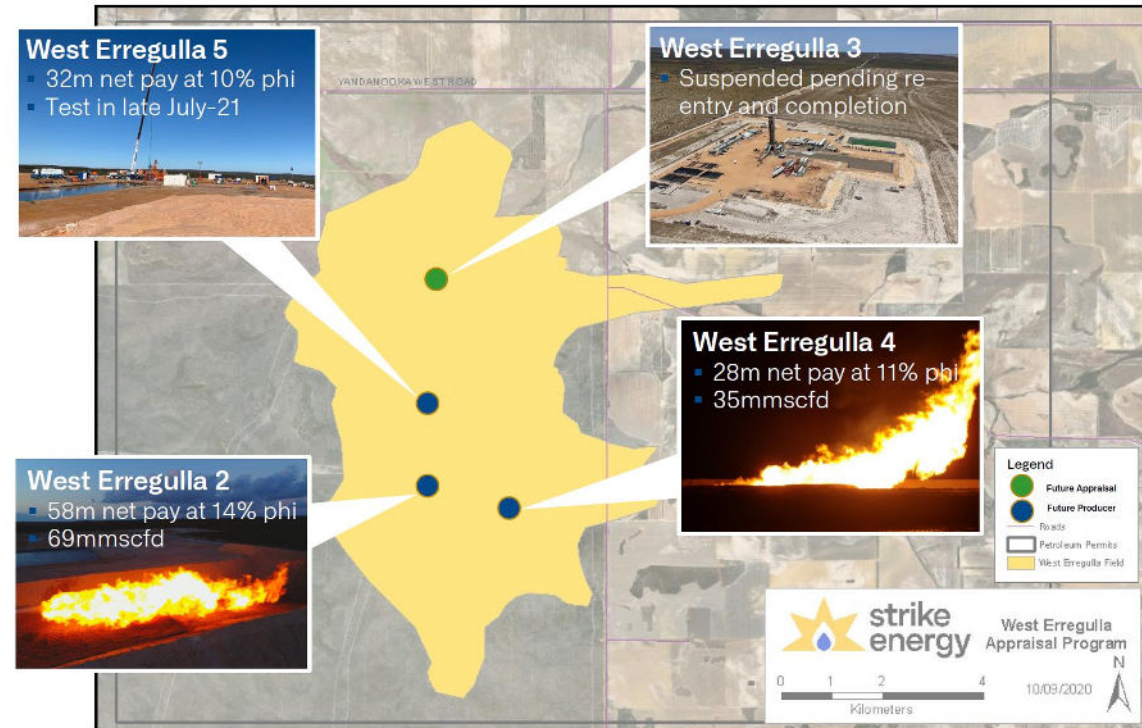 West Erregulla 5
32m net pay at 10% phi
Test in late July-21
YANDANOOKA WEST ROAD
West Erregulla 3
Suspended pending re-
entry and completion
West Erregulla 4
28m net pay at 11% phi
35mmscfd
West Erregulla 2
58m net pay at 14% phi
69mmscfd
Legend
Future Appraisal
Future Producer
Roads
Petroleum Permits
West Erregulla Field
strike
energy
West Erregulla
Appraisal Program
0 1 2 4
Kilometers
10/09/2020
N